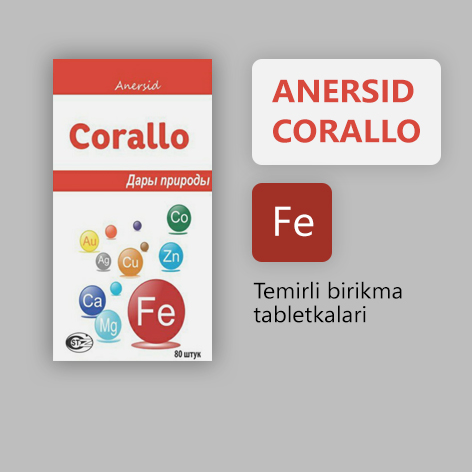 Anersid
Corallo
Дары природы
Co
Au
Ag
Cu
Zn
Ca
Mg
Fe
80 штук
ANERSID
CORALLO
Fe
Temirli birikma
tabletkalari